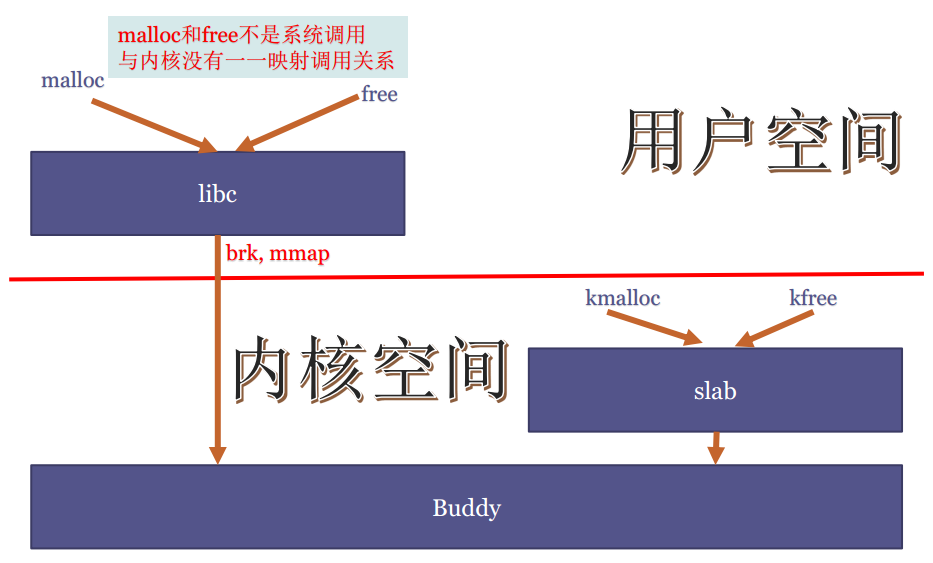 malloc和free不是系统调用
与内核没有一一映射调用关系
malloc
free
用户空间
libc
brk, mmap
kmalloc
kfree
内核空间
slab
Buddy